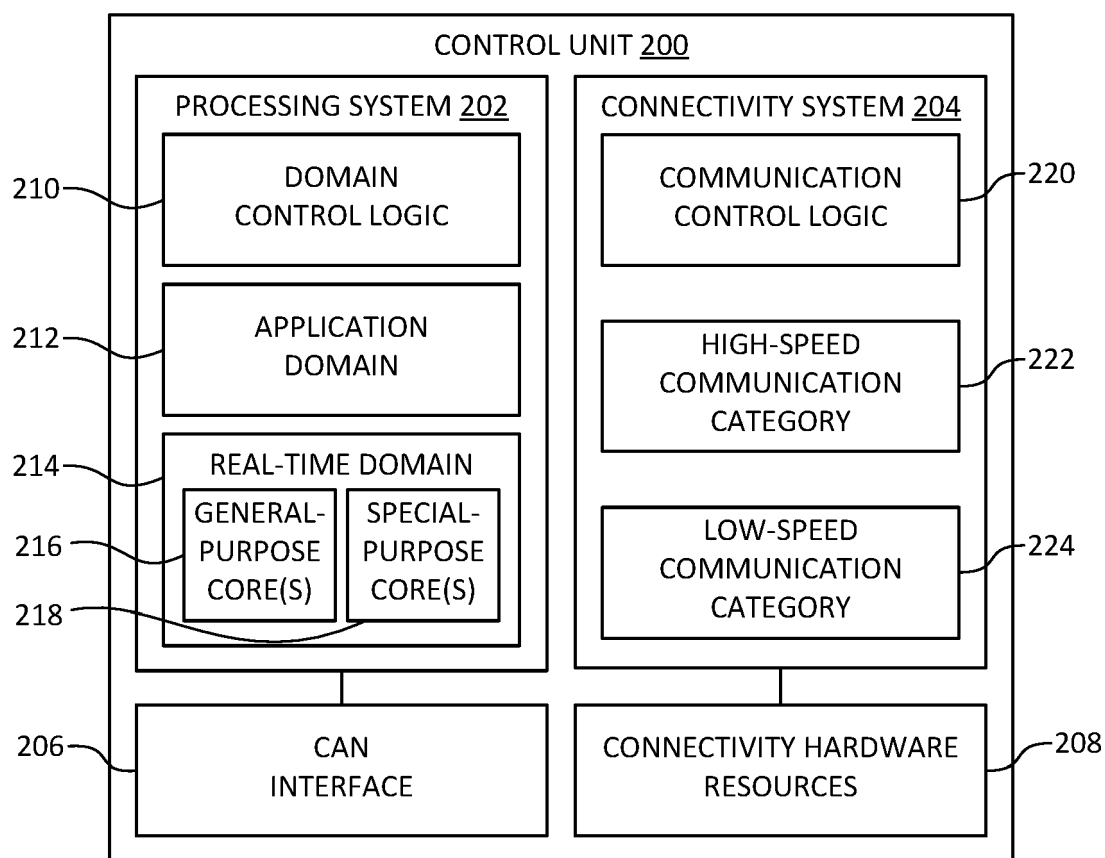 CONTROL UNIT 200
PROCESSING SYSTEM 202
DOMAIN
CONTROL LOGIC
210
APPLICATION
DOMAIN
212
REAL-TIME DOMAIN
214
GENERAL-
PURPOSE
CORE(S)
216
SPECIAL-
PURPOSE
CORE(S)
218
CAN
INTERFACE
206
CONNECTIVITY SYSTEM 204
COMMUNICATION
CONTROL LOGIC
220
HIGH-SPEED
COMMUNICATION
CATEGORY
222
LOW-SPEED
COMMUNICATION
CATEGORY
224
CONNECTIVITY HARDWARE
RESOURCES
208